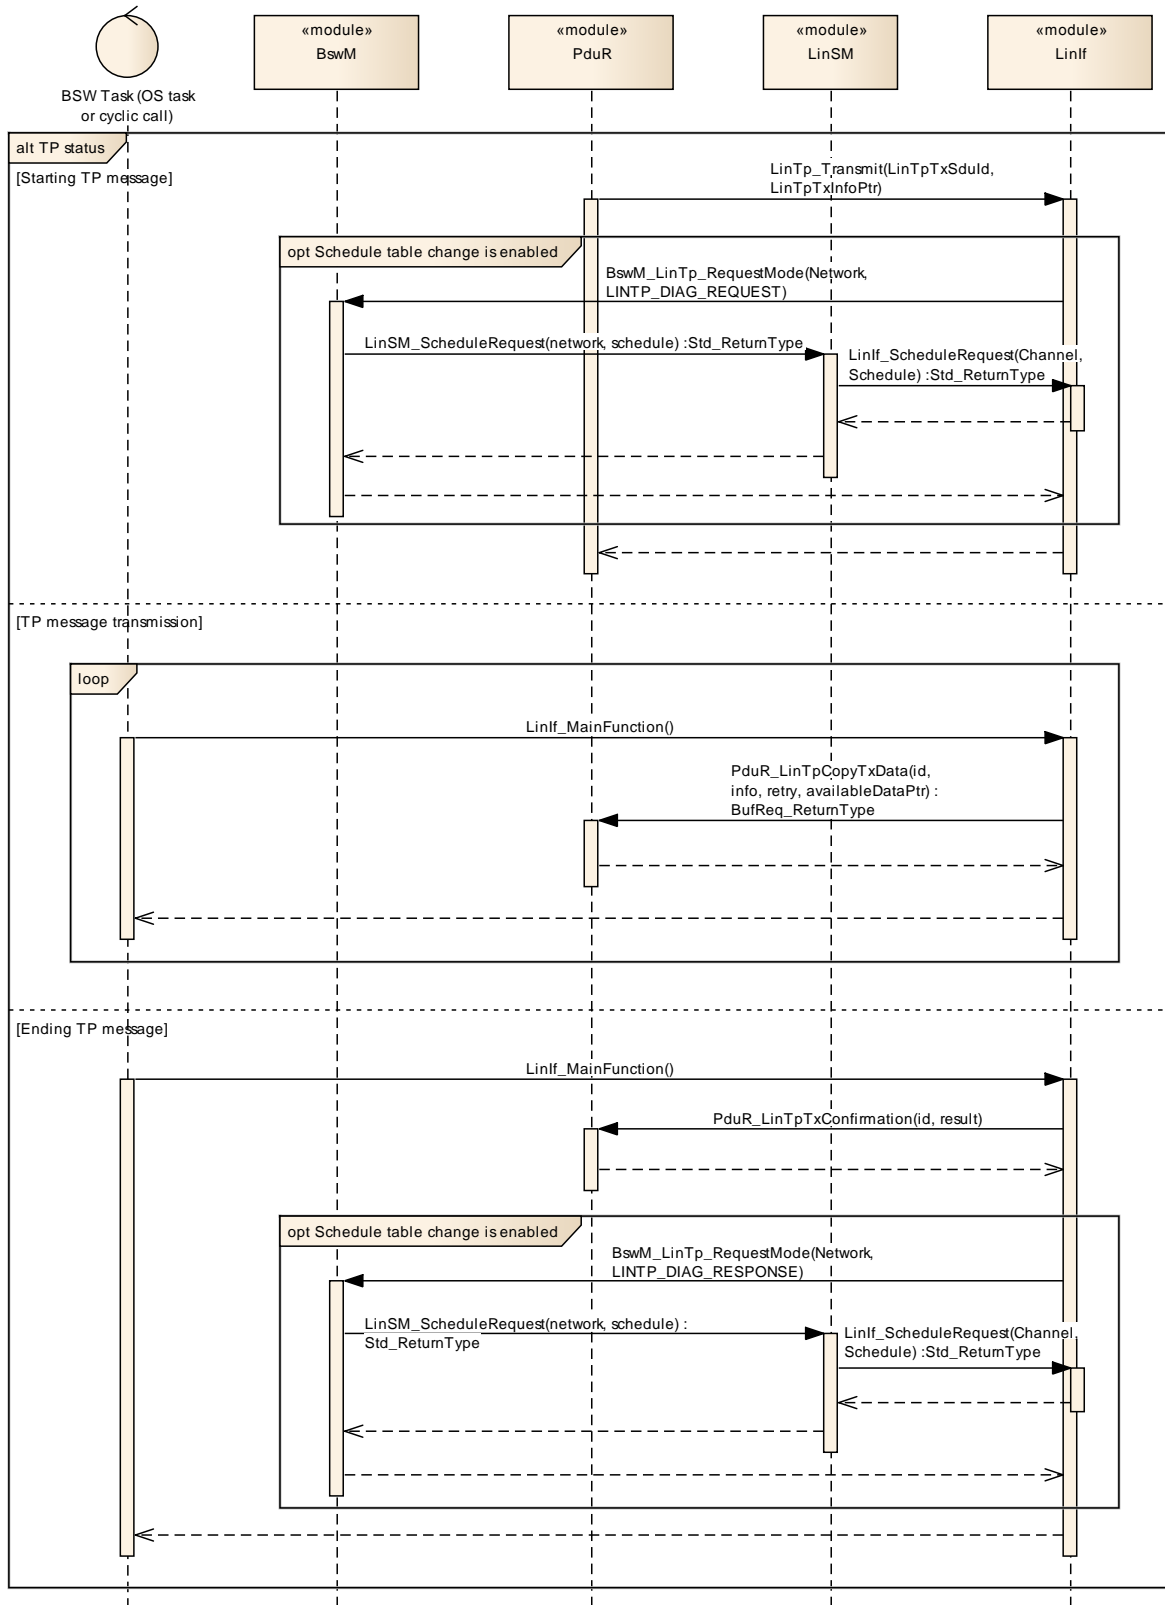 «module»
BswM
«module»
PduR
«module»
LinSM
«module»
LinIf
BSW Task (OS task
or cyclic call)
alt TP status
[Starting TP message]
LinTp_Transmit(LinTpTxSduId,
LinTpTxInfoPtr)
opt Schedule table change is enabled
BswM_LinTp_RequestMode(Network,
LINTP_DIAG_REQUEST)
LinSM_ScheduleRequest(network, schedule) :Std_ReturnType
LinIf_ScheduleRequest(Channel,
Schedule) :Std_ReturnType
[TP message transmission]
loop
LinIf_MainFunction()
PduR_LinTpCopyTxData(id,
info, retry, availableDataPtr) :
BufReq_ReturnType
[Ending TP message]
LinIf_MainFunction()
PduR_LinTpTxConfirmation(id, result)
opt Schedule table change is enabled
BswM_LinTp_RequestMode(Network,
LINTP_DIAG_RESPONSE)
LinSM_ScheduleRequest(network, schedule) :
Std_ReturnType
LinIf_ScheduleRequest(Channel,
Schedule) :Std_ReturnType